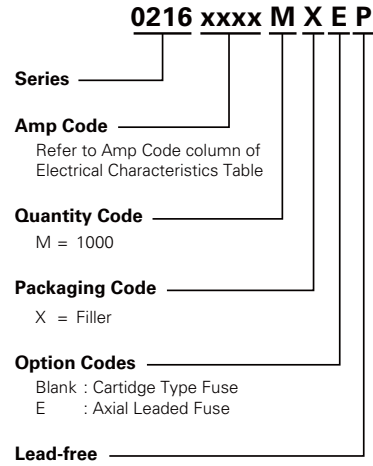 0216 xxxx M X E P
Series
Amp Code
Refer to Amp Code column of
Electrical Characteristics Table
Quantity Code
M = 1000
Packaging Code
X = Filler
Option Codes
Blank : Cartidge Type Fuse
E : Axial Leaded Fuse
Lead-free